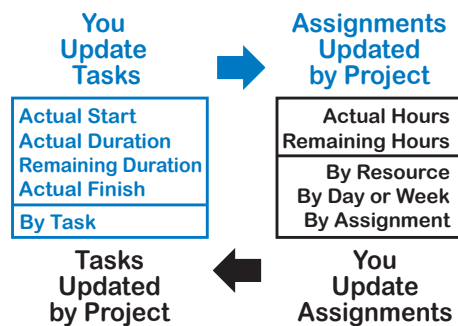 You
Update
Tasks
Assignments
Updated
by Project
Actual Start
Actual Duration
Remaining Duration
Actual Finish
By Task
Actual Hours
Remaining Hours
By Resource
By Day or Week
By Assignment
Tasks
Updated
by Project
You
Update
Assignments